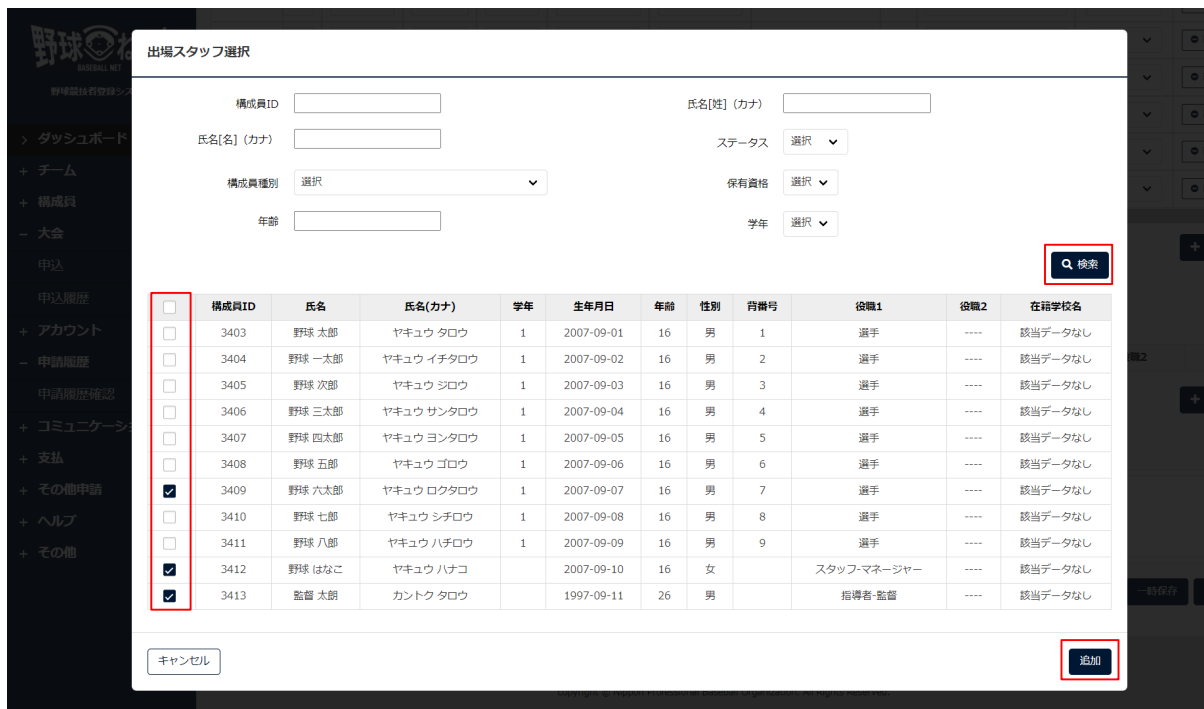 野球
BASEBALL NET
野球競技者登録シス
> ダッシュボード
+ チーム
+ 構成員
− 大会
申込
申込履歴
+ アカウント
− 申請履歴
申請履歴確認
+ コミュニケーシ
+ 支払
+ その他申請
+ ヘルプ
+ その他
出場スタッフ選択
構成員ID
氏名[姓]（カナ）
氏名[名]（カナ）
ステータス 選択
構成員種別 選択
保有資格 選択
年齢
学年 選択
検索
構成員ID 氏名 氏名(カナ) 学年 生年月日 年齢 性別 背番号 役職1 役職2 在籍学校名
3403 野球 太郎 ヤキュウ タロウ 1 2007-09-01 16 男 1 選手 ---- 該当データなし
3404 野球 一太郎 ヤキュウ イチタロウ 1 2007-09-02 16 男 2 選手 ---- 該当データなし
3405 野球 次郎 ヤキュウ ジロウ 1 2007-09-03 16 男 3 選手 ---- 該当データなし
3406 野球 三太郎 ヤキュウ サンタロウ 1 2007-09-04 16 男 4 選手 ---- 該当データなし
3407 野球 四太郎 ヤキュウ ヨンタロウ 1 2007-09-05 16 男 5 選手 ---- 該当データなし
3408 野球 五郎 ヤキュウ ゴロウ 1 2007-09-06 16 男 6 選手 ---- 該当データなし
3409 野球 六太郎 ヤキュウ ロクタロウ 1 2007-09-07 16 男 7 選手 ---- 該当データなし
3410 野球 七郎 ヤキュウ シチロウ 1 2007-09-08 16 男 8 選手 ---- 該当データなし
3411 野球 八郎 ヤキュウ ハチロウ 1 2007-09-09 16 男 9 選手 ---- 該当データなし
3412 野球 はなこ ヤキュウ ハナコ 2007-09-10 16 女 スタッフ-マネージャー ---- 該当データなし
3413 監督 太朗 カントク タロウ 1997-09-11 26 男 指導者-監督 ---- 該当データなし
職2
一時保存
キャンセル
追加
Copyright © Nippon Professional Baseball Organization. All Rights Reserved.